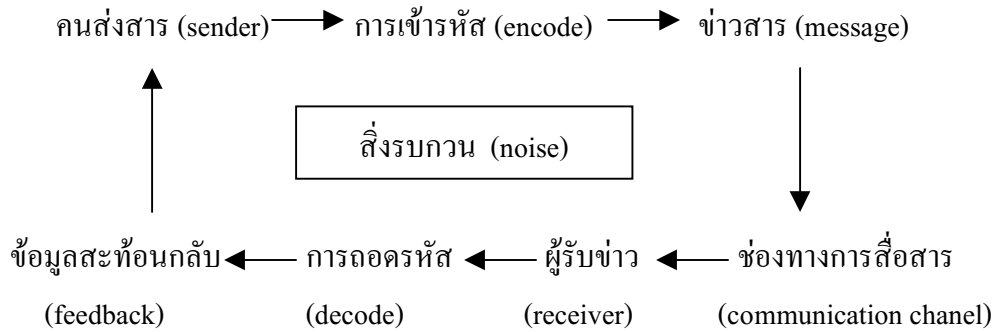 คนส่งสาร (sender) การเข้ารหัส (encode) ข่าวสาร (message)
สิ่งรบกวน (noise)
ข้อมูลสะท้อนกลับ การถอดรหัส ผู้รับข่าว ช่องทางการสื่อสาร
(feedback) (decode) (receiver) (communication chanel)